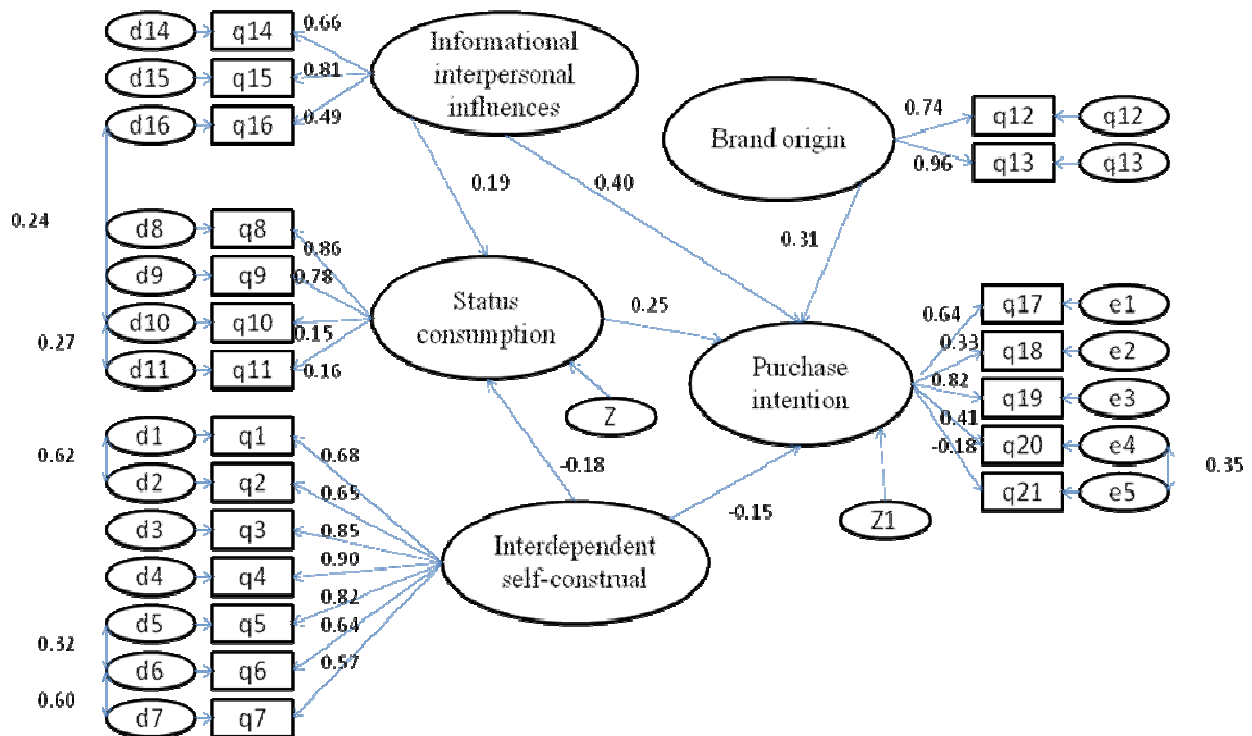 d14 q14 0.66
d15 q15 0.81
d16 q16 0.49
Informational
interpersonal
influences
Brand origin
0.74 q12 q12
0.96 q13 q13
0.19
0.40
0.31
0.24
d8 q8 0.86
d9 q9 0.78
d10 q10 0.15
d11 q11 0.16
0.27
Status
consumption
0.25
Z
Purchase
intention
0.64 q17 e1
0.33 q18 e2
0.82 q19 e3
0.41 q20 e4
-0.18 q21 e5
0.35
Z1
d1 q1 0.68
0.62
d2 q2 0.65
d3 q3 0.85
d4 q4 0.90
d5 q5 0.82
0.64
0.32
d6 q6 0.57
0.60
d7 q7
-0.18
-0.15
Interdependent
self-construal